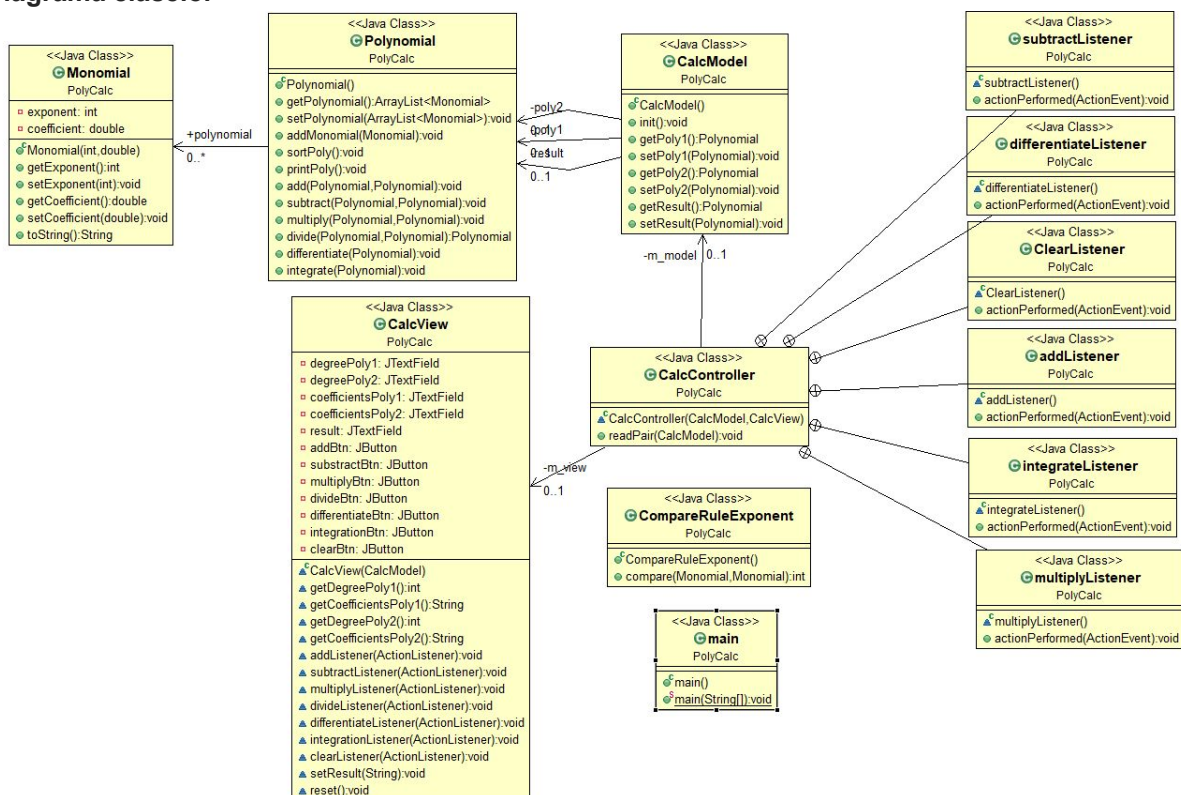 <<Java Class>>
Monomial
PolyCalc
exponent: int
coefficient: double
Monomial(int,double)
getExponent():int
setExponent(int):void
getCoefficient():double
setCoefficient(double):void
toString():String
+polynomial
0..*
<<Java Class>>
Polynomial
PolyCalc
Polynomial()
getPolynomial():ArrayList<Monomial>
setPolynomial(ArrayList<Monomial>):void
addMonomial(Monomial):void
sortPoly():void
printPoly():void
add(Polynomial,Polynomial):void
subtract(Polynomial,Polynomial):void
multiply(Polynomial,Polynomial):void
divide(Polynomial,Polynomial):Polynomial
differentiate(Polynomial):void
integrate(Polynomial):void
-poly2
0..1
<<Java Class>>
CalcModel
PolyCalc
CalcModel()
init():void
getPoly1():Polynomial
setPoly1(Polynomial):void
getPoly2():Polynomial
setPoly2(Polynomial):void
getResult():Polynomial
setResult(Polynomial):void
-m_model
0..1
<<Java Class>>
CalcView
PolyCalc
degreePoly1: JTextField
degreePoly2: JTextField
coefficientsPoly1: JTextField
coefficientsPoly2: JTextField
result: JTextField
addBtn: JButton
substractBtn: JButton
multiplyBtn: JButton
divideBtn: JButton
differentiateBtn: JButton
integrationBtn: JButton
clearBtn: JButton
CalcView(CalcModel)
getDegreePoly1():int
getCoefficientsPoly1():String
getDegreePoly2():int
getCoefficientsPoly2():String
addListener(ActionListener):void
subtractListener(ActionListener):void
multiplyListener(ActionListener):void
divideListener(ActionListener):void
differentiateListener(ActionListener):void
integrationListener(ActionListener):void
clearListener(ActionListener):void
setResult(String):void
reset():void
-m_view
0..1
<<Java Class>>
CalcController
PolyCalc
CalcController(CalcModel,CalcView)
readPair(CalcModel):void
<<Java Class>>
CompareRuleExponent
PolyCalc
CompareRuleExponent()
compare(Monomial,Monomial):int
<<Java Class>>
main
PolyCalc
main()
main(String[]):void
<<Java Class>>
subtractListener
PolyCalc
subtractListener()
actionPerformed(ActionEvent):void
<<Java Class>>
differentiateListener
PolyCalc
differentiateListener()
actionPerformed(ActionEvent):void
<<Java Class>>
ClearListener
PolyCalc
ClearListener()
actionPerformed(ActionEvent):void
<<Java Class>>
addListener
PolyCalc
addListener()
actionPerformed(ActionEvent):void
<<Java Class>>
integrateListener
PolyCalc
integrateListener()
actionPerformed(ActionEvent):void
<<Java Class>>
multiplyListener
PolyCalc
multiplyListener()
actionPerformed(ActionEvent):void